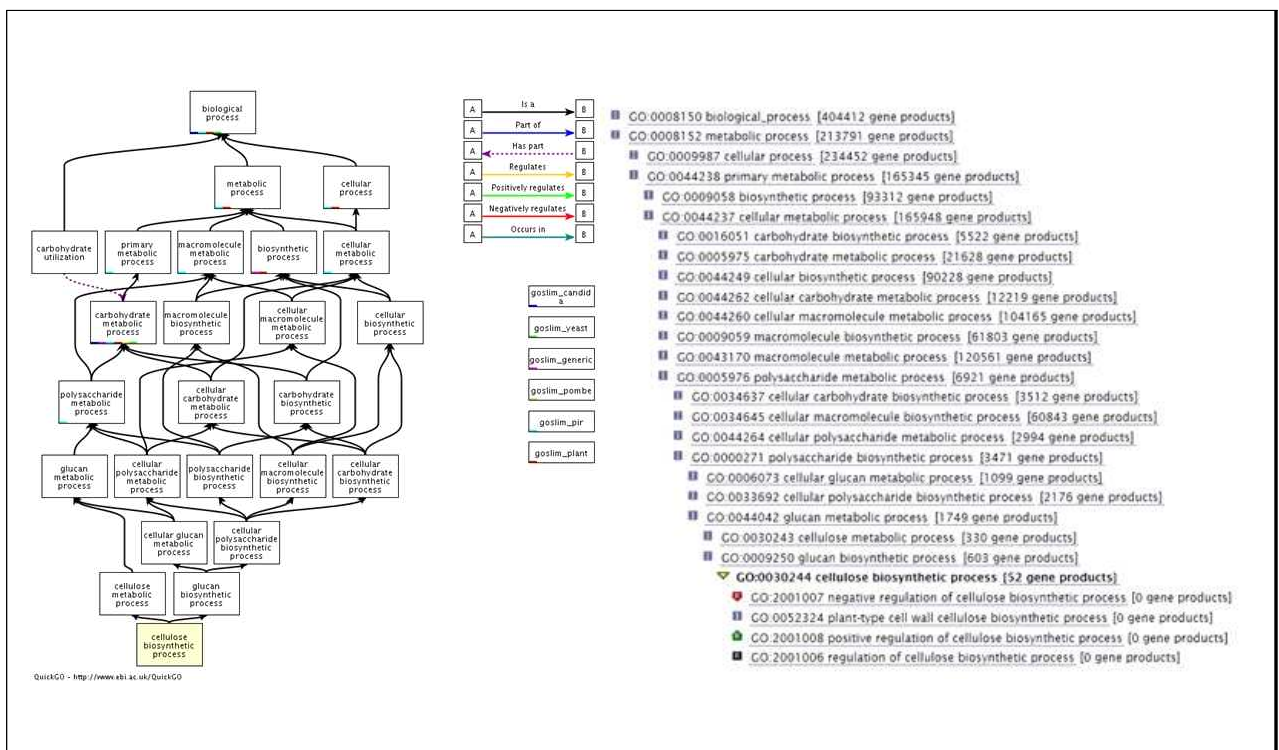 biological
process
metabolic
process
cellular
process
carbohydrate
utilization
primary
metabolic
process
macromolecule
metabolic
process
biosynthetic
process
cellular
metabolic
process
carbohydrate
metabolic
process
macromolecule
biosynthetic
process
cellular
macromolecule
metabolic
process
cellular
biosynthetic
process
polysaccharide
metabolic
process
cellular
carbohydrate
metabolic
process
carbohydrate
biosynthetic
process
glucan
metabolic
process
cellular
polysaccharide
metabolic
process
polysaccharide
biosynthetic
process
cellular
macromolecule
biosynthetic
process
cellular
carbohydrate
biosynthetic
process
cellular glucan
metabolic
process
cellular
polysaccharide
biosynthetic
process
cellulose
metabolic
process
glucan
biosynthetic
process
cellulose
biosynthetic
process
QuickGO - http://www.ebi.ac.uk/QuickGO
A Is a B
A Part of B
A Has part B
A Regulates B
A Positively regulates B
A Negatively regulates B
A Occurs in B
goslim_candid
a
goslim_yeast
goslim_generic
goslim_pombe
goslim_pir
goslim_plant
GO:0008150 biological_process [404412 gene products]
GO:0008152 metabolic process [213791 gene products]
GO:0009987 cellular process [234452 gene products]
GO:0044238 primary metabolic process [165345 gene products]
GO:0009058 biosynthetic process [93312 gene products]
GO:0044237 cellular metabolic process [165948 gene products]
GO:0016051 carbohydrate biosynthetic process [5522 gene products]
GO:0005975 carbohydrate metabolic process [21628 gene products]
GO:0044249 cellular biosynthetic process [90228 gene products]
GO:0044262 cellular carbohydrate metabolic process [12219 gene products]
GO:0044260 cellular macromolecule metabolic process [104165 gene products]
GO:0009059 macromolecule biosynthetic process [61803 gene products]
GO:0043170 macromolecule metabolic process [120561 gene products]
GO:0005976 polysaccharide metabolic process [6921 gene products]
GO:0034637 cellular carbohydrate biosynthetic process [3512 gene products]
GO:0034645 cellular macromolecule biosynthetic process [60843 gene products]
GO:0044264 cellular polysaccharide metabolic process [2994 gene products]
GO:0000271 polysaccharide biosynthetic process [3471 gene products]
GO:0006073 cellular glucan metabolic process [1099 gene products]
GO:0033692 cellular polysaccharide biosynthetic process [2176 gene products]
GO:0044042 glucan metabolic process [1749 gene products]
GO:0030243 cellulose metabolic process [330 gene products]
GO:0009250 glucan biosynthetic process [603 gene products]
GO:0030244 cellulose biosynthetic process [52 gene products]
GO:2001007 negative regulation of cellulose biosynthetic process [0 gene products]
GO:0052324 plant-type cell wall cellulose biosynthetic process [0 gene products]
GO:2001008 positive regulation of cellulose biosynthetic process [0 gene products]
GO:2001006 regulation of cellulose biosynthetic process [0 gene products]